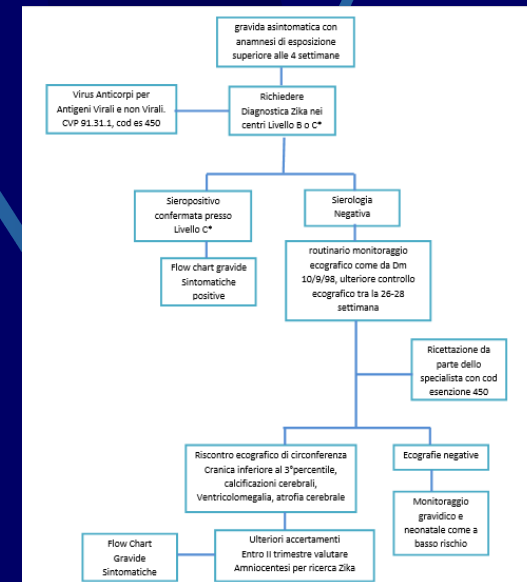 gravida asintomatica con
anamnesi di esposizione
superiore alle 4 settimane
Virus Anticorpi per
Antigeni Virali e non Virali.
CVP 91.31.1, cod es 450
Richiedere
Diagnostica Zika nei
centri Livello B o C*
Sieropositivo
confermata presso
Livello C*
Sierologia
Negativa
Flow chart gravide
Sintomatiche
positive
routinario monitoraggio
ecografico come da Dm
10/9/98, ulteriore controllo
ecografico tra la 26-28
settimana
Ricettazione da
parte dello
specialista con cod
esenzione 450
Riscontro ecografico di circonferenza
Cranica inferiore al 3°percentile,
calcificazioni cerebrali,
Ventricolomegalia, atrofia cerebrale
Ecografie negative
Monitoraggio
gravidico e
neonatale come a
basso rischio
Ulteriori accertamenti
Entro II trimestre valutare
Amniocentesi per ricerca Zika
Flow Chart
Gravide
Sintomatiche